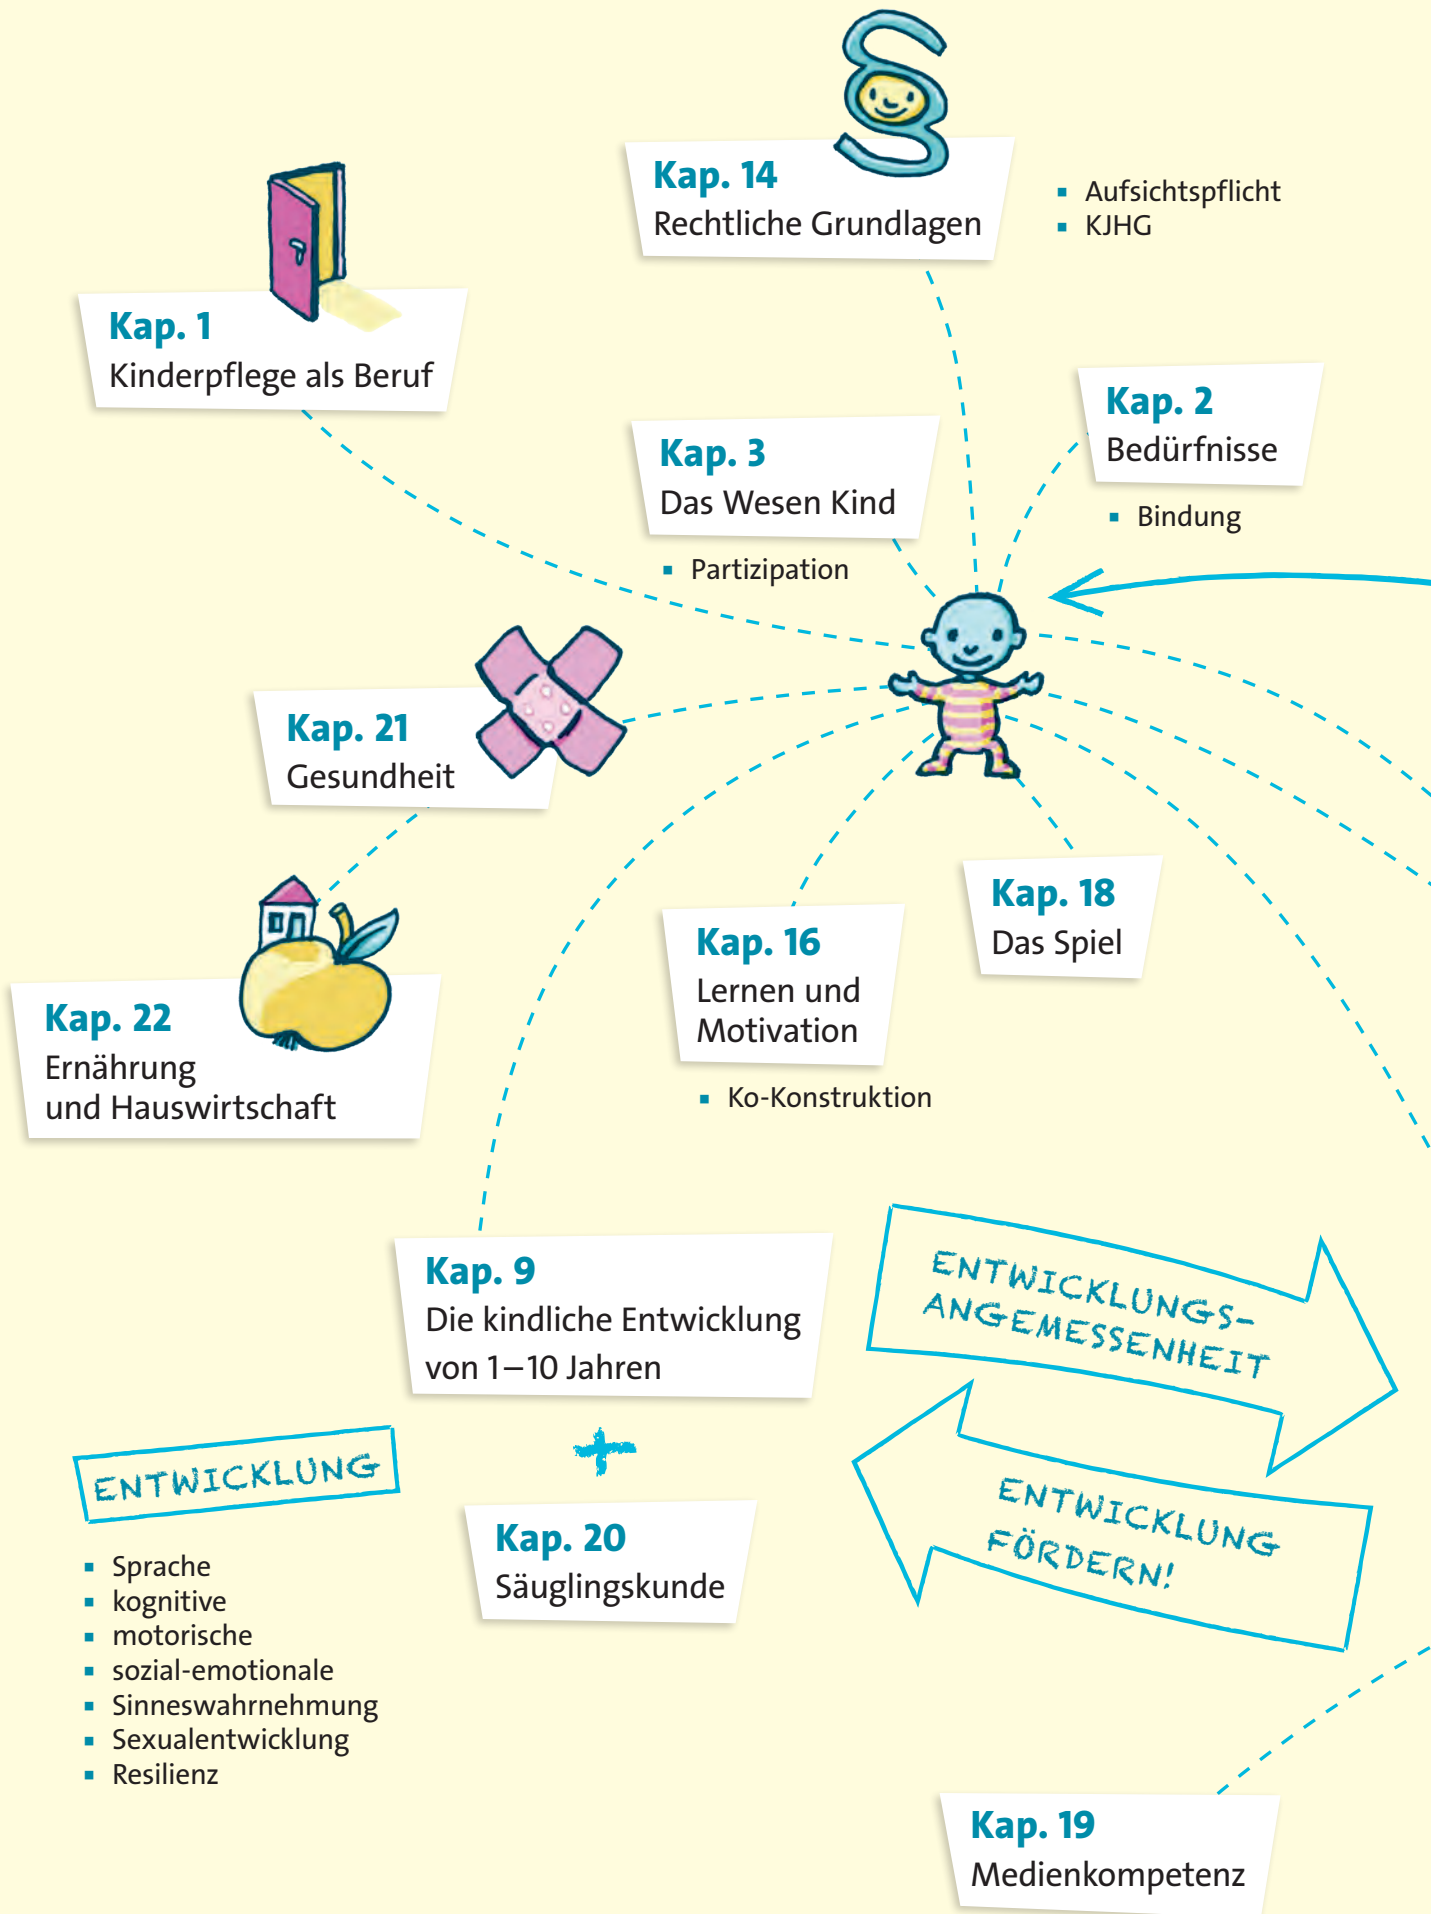 Kap. 14
Rechtliche Grundlagen
▪ Aufsichtspflicht
▪ KJHG
Kap. 1
Kinderpflege als Beruf
Kap. 2
Bedürfnisse
▪ Bindung
Kap. 3
Das Wesen Kind
▪ Partizipation
Kap. 21
Gesundheit
Kap. 18
Das Spiel
Kap. 16
Lernen und
Motivation
▪ Ko-Konstruktion
Kap. 22
Ernährung
und Hauswirtschaft
Kap. 9
Die kindliche Entwicklung
von 1–10 Jahren
+
Kap. 20
Säuglingskunde
ENTWICKLUNGS-
ANGEMESSENHEIT
ENTWICKLUNG
FÖRDERN!
ENTWICKLUNG
▪ Sprache
▪ kognitive
▪ motorische
▪ sozial-emotionale
▪ Sinneswahrnehmung
▪ Sexualentwicklung
▪ Resilienz
Kap. 19
Medienkompetenz